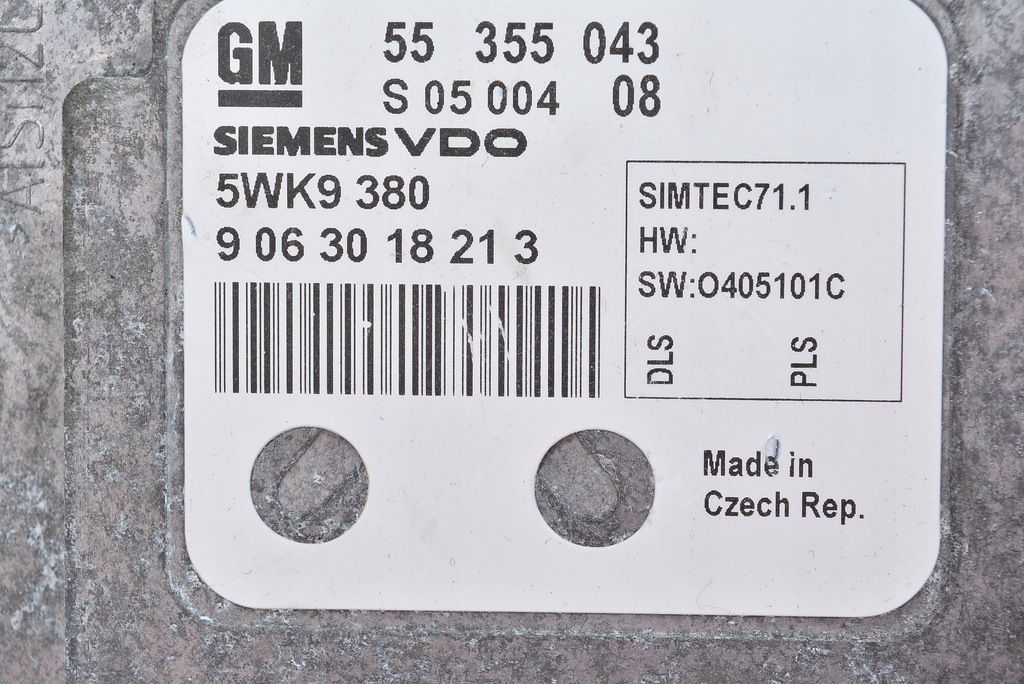 GM 55 355 043
S 05 004 08
SIEMENS VDO
5WK9 380
9 06 30 18 21 3
SIMTEC71.1
HW:
SW:O405101C
DLS PLS
Made in
Czech Rep.